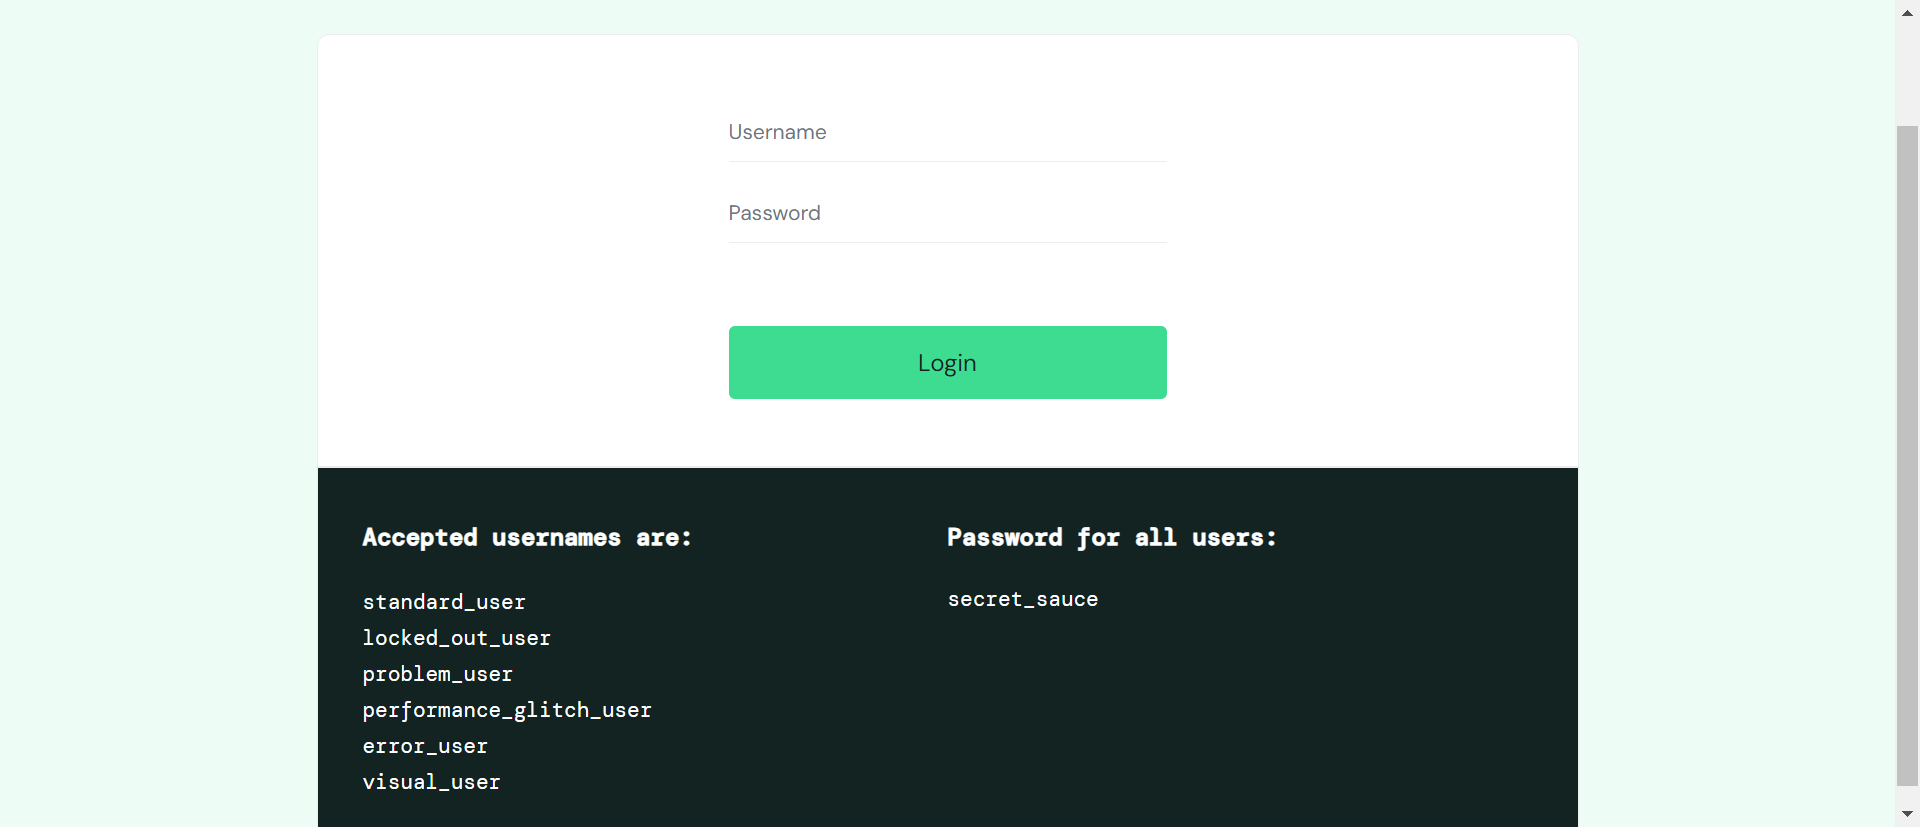 Username
Password
Login
Accepted usernames are:
standard_user
locked_out_user
problem_user
performance_glitch_user
error_user
visual_user
Password for all users:
secret_sauce